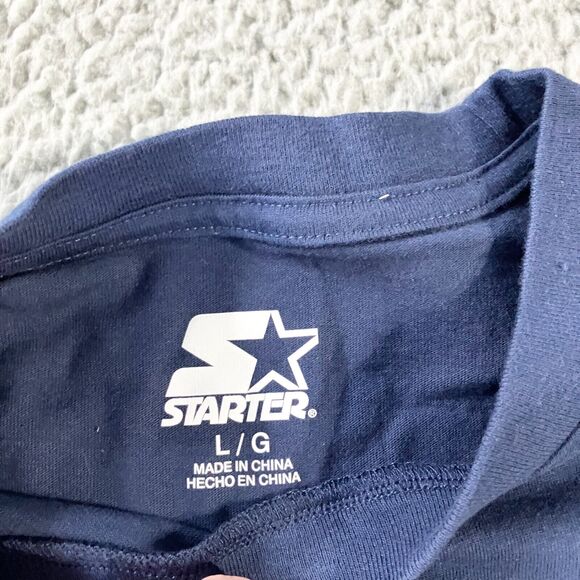 STARTER®
L / G
MADE IN CHINA
HECHO EN CHINA